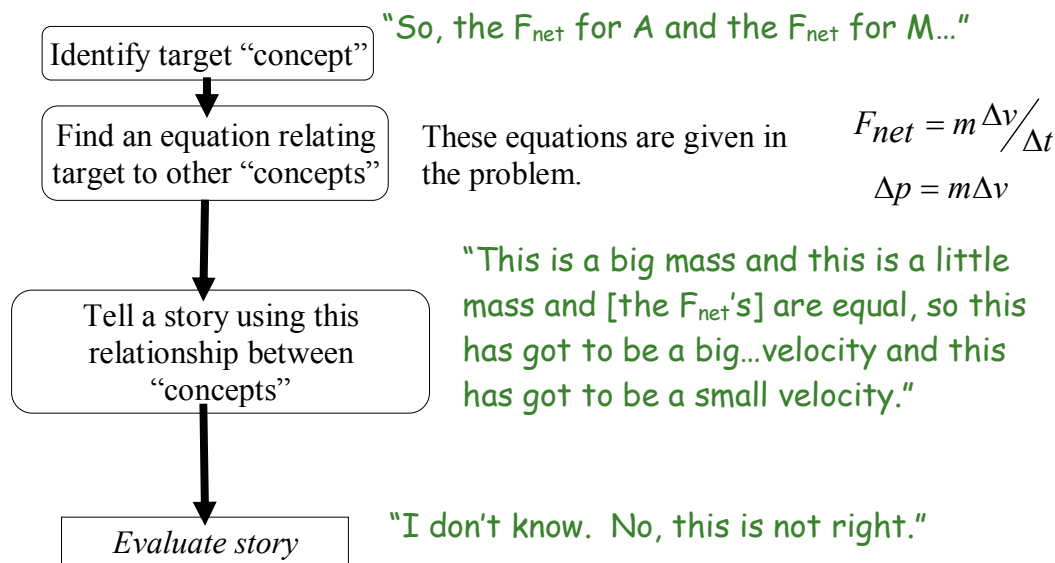 “So, the Fnet for A and the Fnet for M…”
Identify target “concept”
Find an equation relating
target to other “concepts”
These equations are given in
the problem.
Fnet = m Δv/Δt
Δp = mΔv
“This is a big mass and this is a little
mass and [the Fnet’s] are equal, so this
has got to be a big…velocity and this
has got to be a small velocity.”
Tell a story using this
relationship between
“concepts”
“I don’t know.  No, this is not right.”
Evaluate story